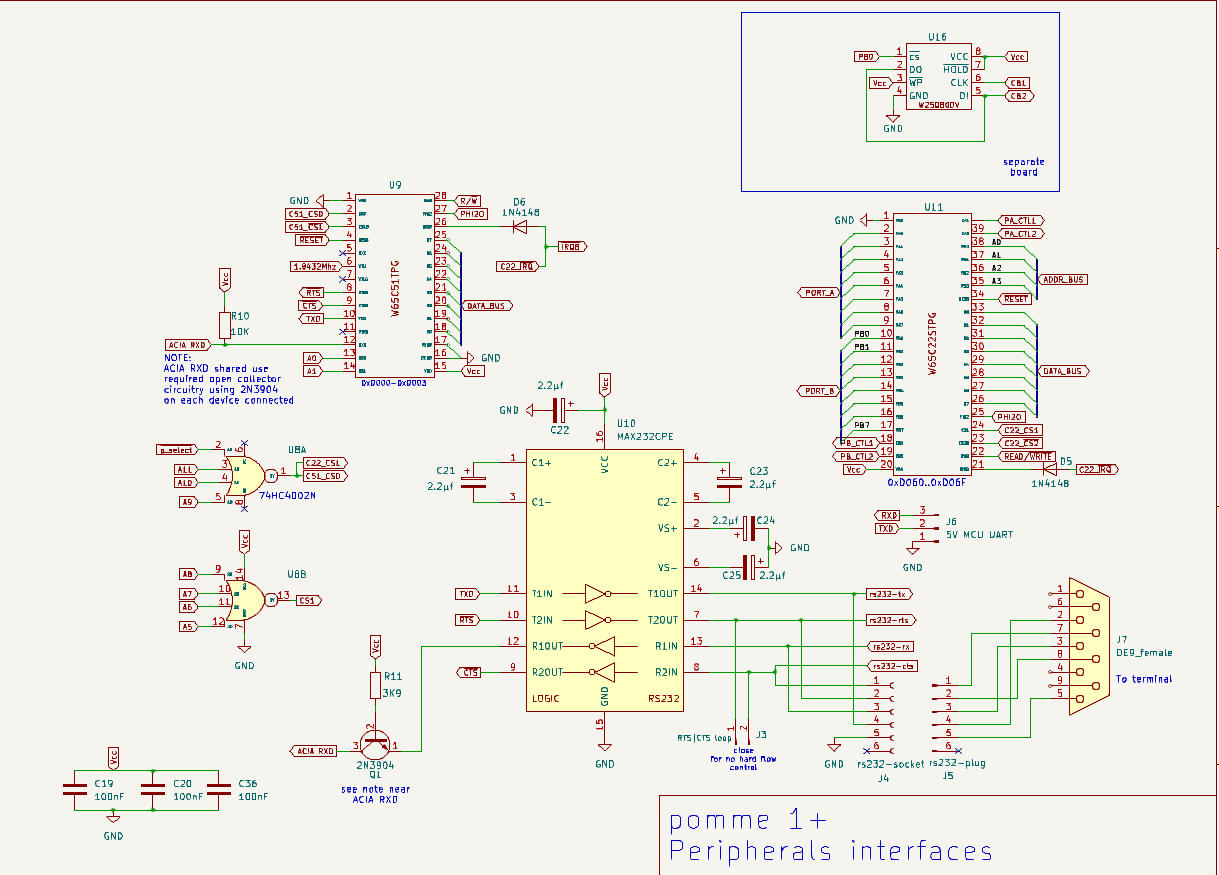 U16
PB0
1
CS
VCC
8
Vcc
2
DO
HOLD
7
Vcc
3
WP
CLK
6
CB1
4
GND
DI
5
CB2
W25Q80DV
GND
separate
board
U9
GND
1
28
R/W
C51_CS0
2
27
PHI2O
C51_CS1
3
26
RESET
4
25
5
24
1.8432Mhz
6
23
7
22
RTS
8
21
CTS
9
20
DATA_BUS
TXD
10
19
11
18
12
17
A0
13
16
GND
A1
14
15
Vcc
W65C51TPG
0xD000-0xD003
D6
1N4148
IRQB
C22_IRQ
Vcc
R10
10K
ACIA RXD
NOTE:
ACIA RXD shared use
required open collector
circuitry using 2N3904
on each device connected
U11
GND
1
40
PA_CTL1
2
39
PA_CTL2
3
38
A0
4
37
A1
5
36
A2
6
35
A3
7
34
RESET
8
33
9
32
PB0
10
31
PB1
11
30
12
29
13
28
14
27
15
26
16
25
PHI2O
PB7
17
24
C22_CS1
PB_CTL1
18
23
C22_CS2
PB_CTL2
19
22
READ/WRITE
Vcc
20
21
PORT_A
PORT_B
ADDR_BUS
DATA_BUS
W65C22STPG
0xD060..0xD06F
D5
1N4148
C22_IRQ
U8A
p_select
2
A11
3
A10
4
A9
5
6
8
1
C22_CS1
C51_CS0
74HC4002N
Vcc
U8B
A8
9
A7
10
A6
11
A5
12
14
7
13
CS1
GND
2.2µf
Vcc
GND
C22
U10
MAX232CPE
16
VCC
C21
2.2µf
1
C1+
3
C1-
C2+
4
C2-
5
C23
2.2µf
VS+
2
2.2µf
C24
GND
VS-
6
C25
2.2µf
TXD
11
T1IN
T1OUT
14
rs232-tx
RTS
10
T2IN
T2OUT
7
rs232-rts
12
R1OUT
R1IN
13
rs232-rx
CTS
9
R2OUT
R2IN
8
rs232-cts
LOGIC
GND
RS232
15
GND
RXD
3
TXD
2
1
J6
5V MCU UART
GND
1
6
2
7
3
8
4
9
5
J7
DE9_female
To terminal
Vcc
R11
3K9
2
ACIA RXD
3
1
2N3904
Q1
see note near
ACIA RXD
RTS|CTS loop
1
2
J3
close
for no hard flow
control
1
2
3
4
5
6
1
2
3
4
5
6
GND
rs232-socket
J4
rs232-plug
J5
Vcc
C19
100nF
C20
100nF
C36
100nF
GND
pomme 1+
Peripherals interfaces